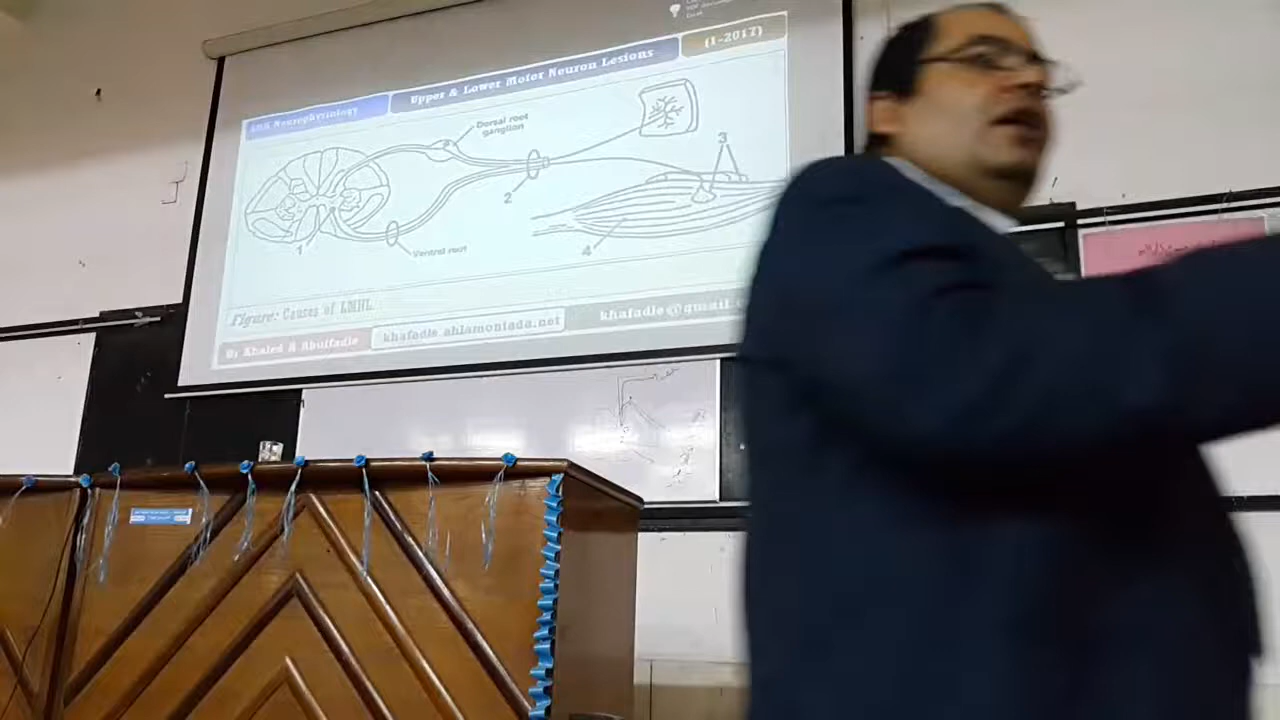 Neurophysiology
Upper & Lower Motor Neuron Lesions
(1-2017)
Dorsal root
ganglion
3
2
1
Ventral root
4
Figure: Causes of LMNL
Dr Khaled A Abulfadle
khafadle.ahlamontada.net
khafadle@gmail.